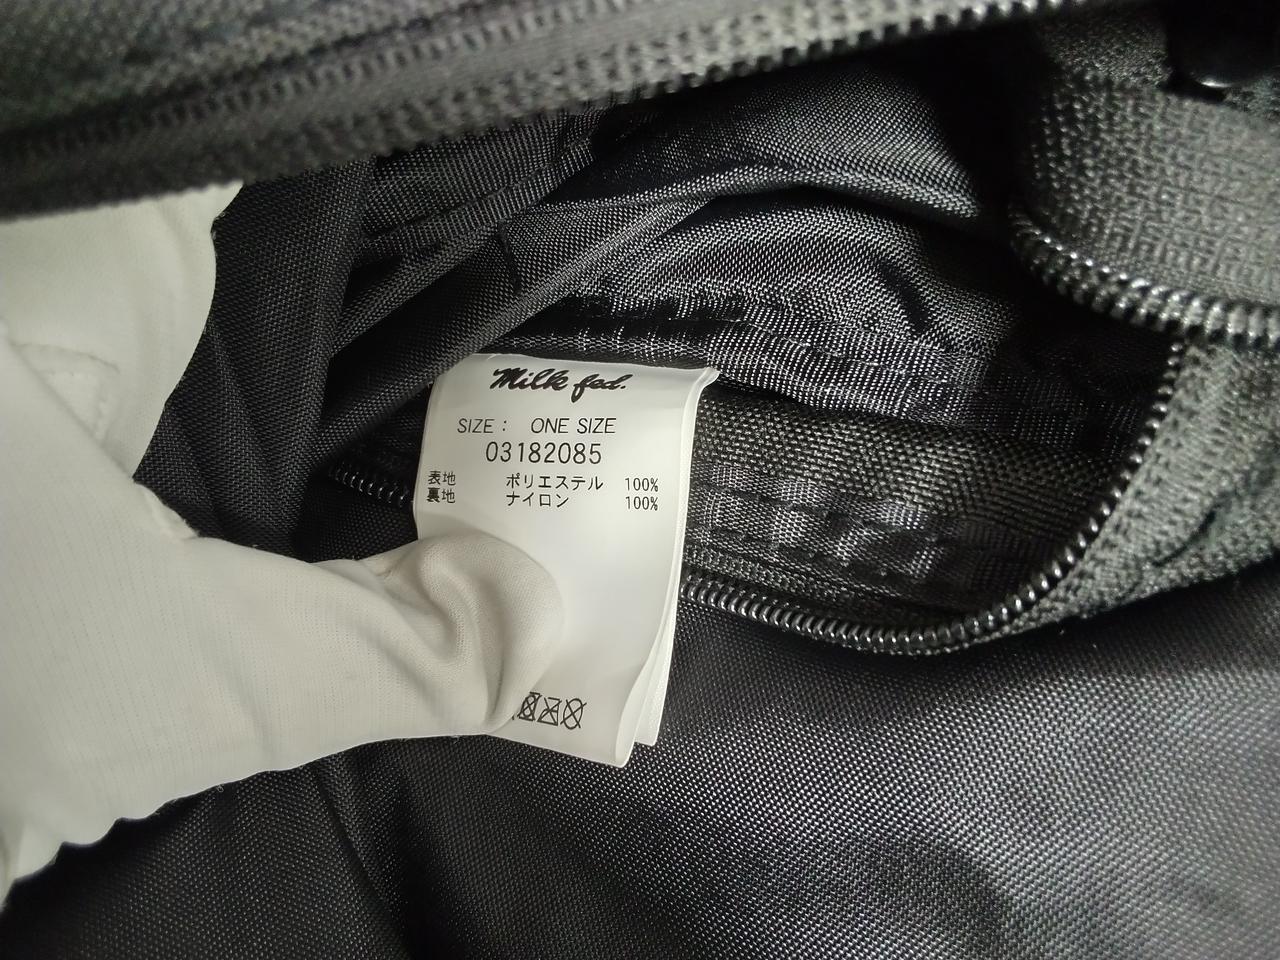 Milk fed.
SIZE： ONE SIZE
03182085
表地 ポリエステル 100%
裏地 ナイロン 100%